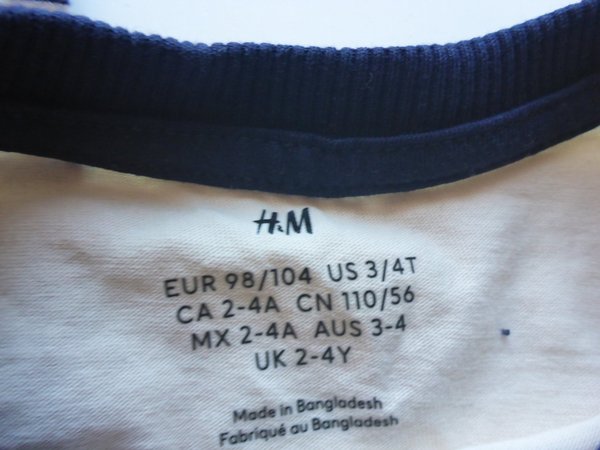 H&M
EUR 98/104 US 3/4T
CA 2-4A CN 110/56
MX 2-4A AUS 3-4
UK 2-4Y
Made in Bangladesh
Fabriqué au Bangladesh